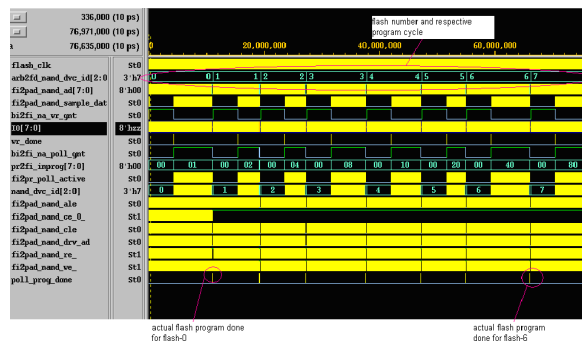 336,000 (10 ps)
76,971,000 (10 ps)
76,635,000 (10 ps)
flash number and respective
program cycle
0 20,000,000 40,000,000 60,000,000
flash_clk St0
arb2fd_nand_dvc_id[2:0 3'h7 0 0 1 1 2 2 3 3 4 4 5 5 6 6 7
fi2pad_nand_ad[7:0] 8'h00
fi2pad_nand_sample_dat St0
bi2fi_na_wr_gnt St0
IO[7:0] 8'hzz
wr_done St0
bi2fi_na_poll_gnt St0
pr2fi_inprog[7:0] 8'h00 00 01 00 02 00 04 00 08 00 10 00 20 00 40 00 80
fi2pr_poll_active St0
nand_dvc_id[2:0] 3'h7 0 1 2 3 4 5 6 7
fi2pad_nand_ale St0
fi2pad_nand_ce_0_ St1
fi2pad_nand_cle St0
fi2pad_nand_drv_ad St0
fi2pad_nand_re_ St1
fi2pad_nand_we_ St1
poll_prog_done St0
actual flash program done
for flash-0
actual flash program
done for flash-6